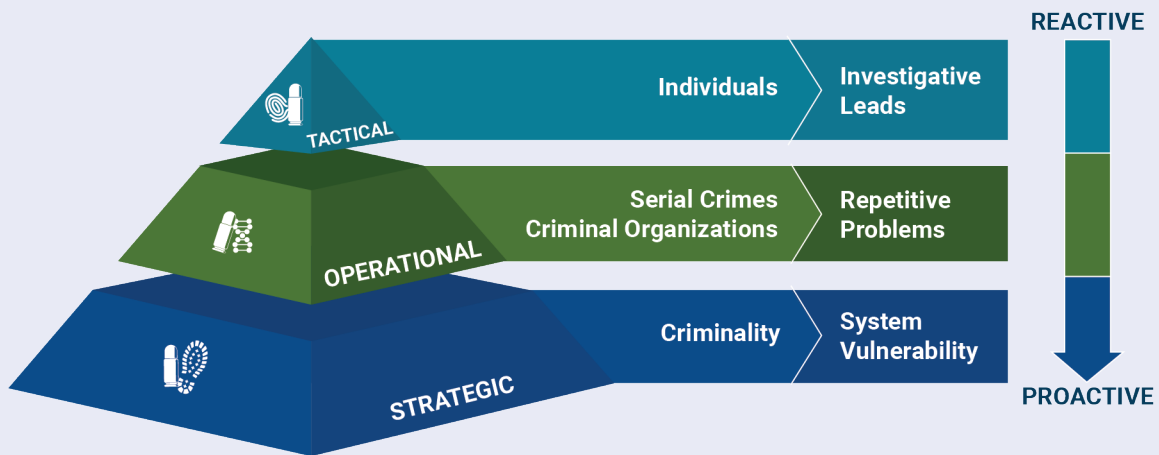 REACTIVE
TACTICAL
Individuals
Investigative
Leads
OPERATIONAL
Serial Crimes
Criminal Organizations
Repetitive
Problems
STRATEGIC
Criminality
System
Vulnerability
PROACTIVE